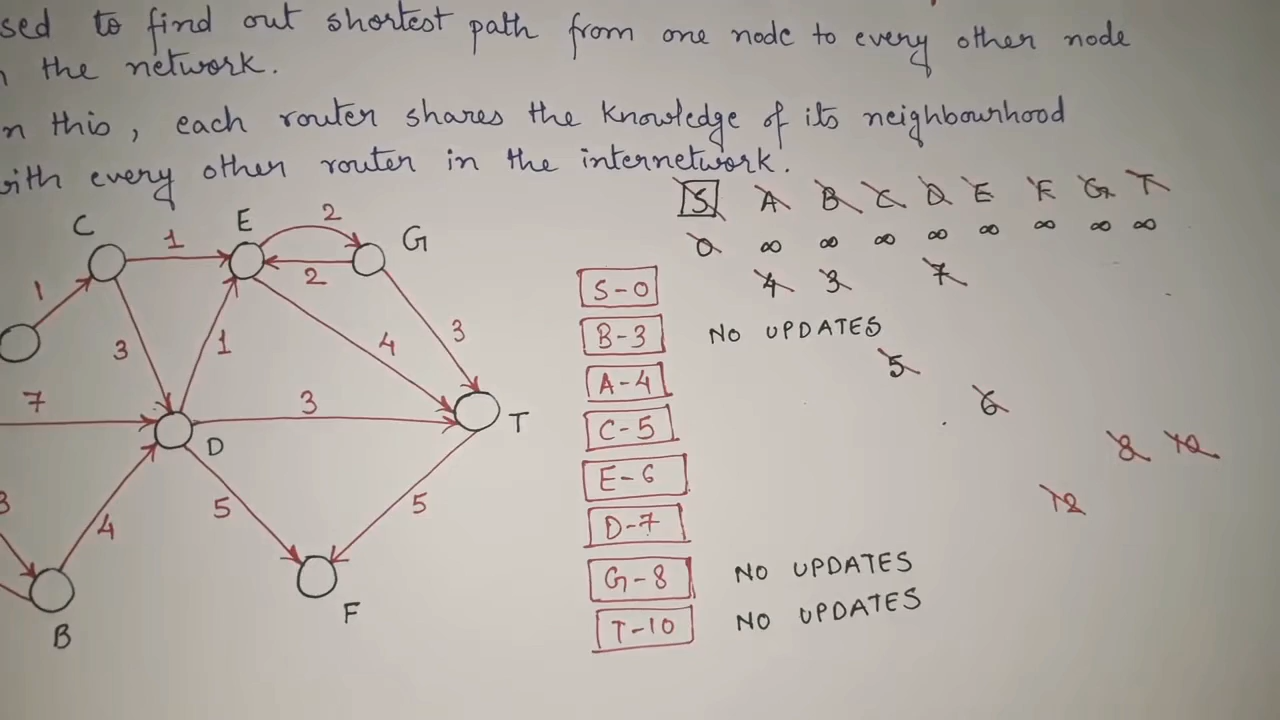 sed to find out shortest path from one node to every other node
the network.
n this, each router shares the knowledge of its neighbourhood
with every other router in the internetwork.
S A B C D E F G T
0 ∞ ∞ ∞ ∞ ∞ ∞ ∞ ∞
S-0 4 3 7
B-3 NO UPDATES
A-4 5
C-5 6
E-6 8 10
D-7 12
G-8 NO UPDATES
T-10 NO UPDATES
C 1 E 2 G
1 2
3 1 4 3
7 3 T
D
3 4 5 5
B F